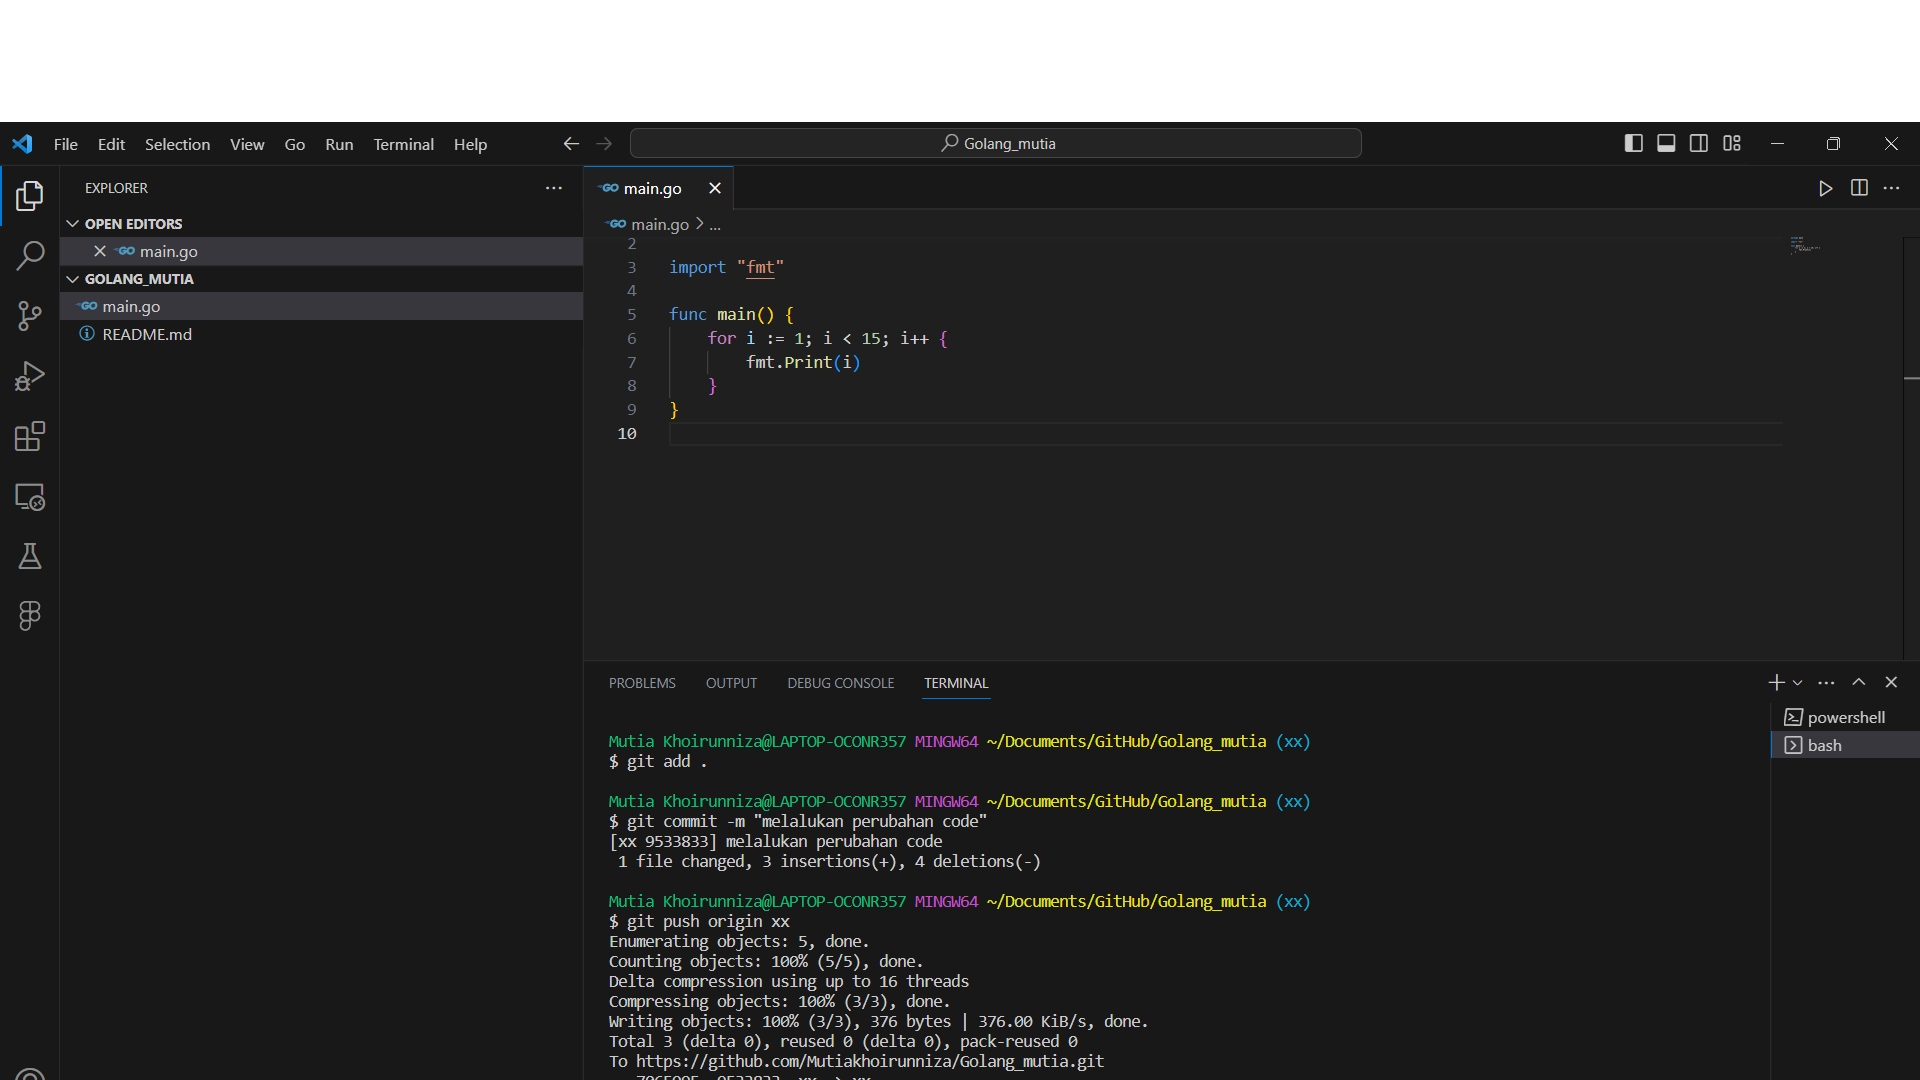 File Edit Selection View Go Run Terminal Help
Golang_mutia
EXPLORER
OPEN EDITORS
main.go
GOLANG_MUTIA
main.go
README.md
main.go
main.go > ...
2
3 import "fmt"
4
5 func main() {
6 for i := 1; i < 15; i++ {
7 fmt.Print(i)
8 }
9 }
10
PROBLEMS OUTPUT DEBUG CONSOLE TERMINAL
powershell
bash
Mutia Khoirunniza@LAPTOP-OCONR357 MINGW64 ~/Documents/GitHub/Golang_mutia (xx)
$ git add .
Mutia Khoirunniza@LAPTOP-OCONR357 MINGW64 ~/Documents/GitHub/Golang_mutia (xx)
$ git commit -m "melalukan perubahan code"
[xx 9533833] melalukan perubahan code
1 file changed, 3 insertions(+), 4 deletions(-)
Mutia Khoirunniza@LAPTOP-OCONR357 MINGW64 ~/Documents/GitHub/Golang_mutia (xx)
$ git push origin xx
Enumerating objects: 5, done.
Counting objects: 100% (5/5), done.
Delta compression using up to 16 threads
Compressing objects: 100% (3/3), done.
Writing objects: 100% (3/3), 376 bytes | 376.00 KiB/s, done.
Total 3 (delta 0), reused 0 (delta 0), pack-reused 0
To https://github.com/Mutiakhoirunniza/Golang_mutia.git